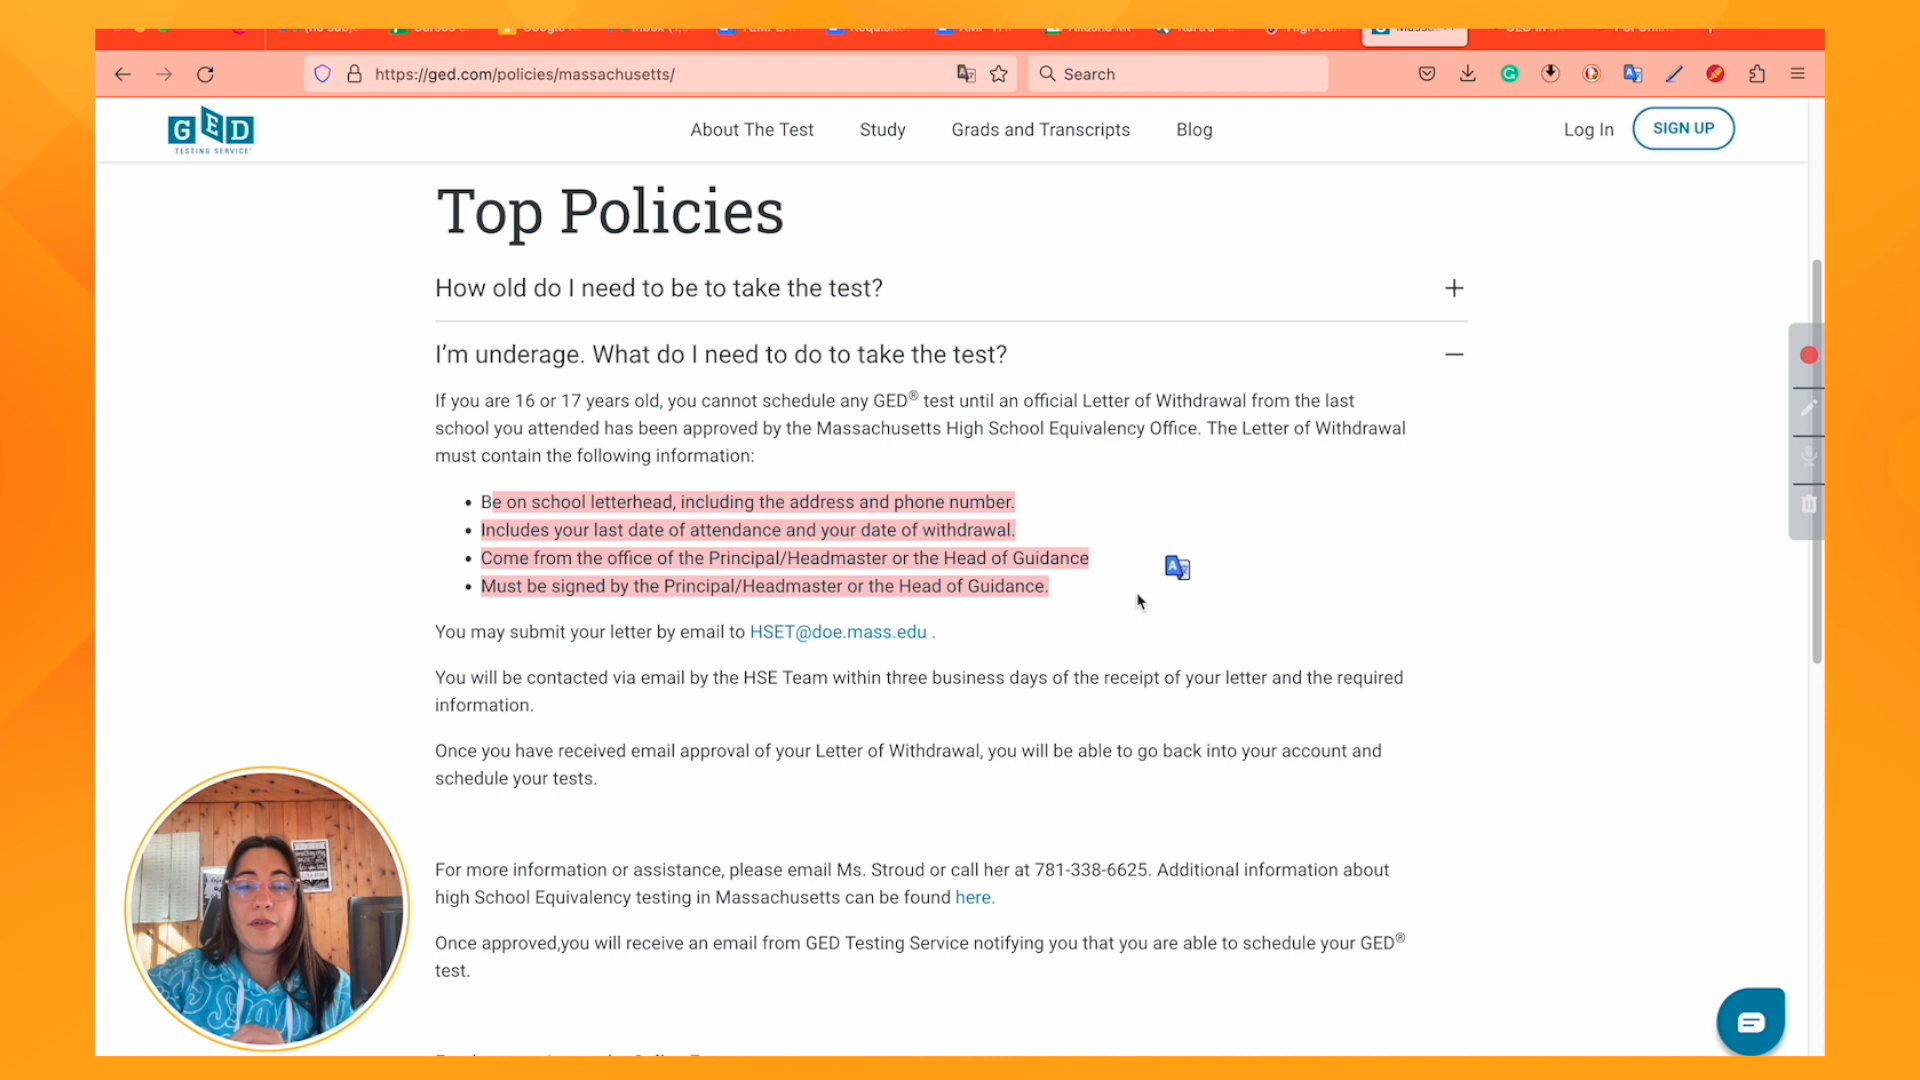 https://ged.com/policies/massachusetts/
Search
GED
TESTING SERVICE
About The Test
Study
Grads and Transcripts
Blog
Log In
SIGN UP
Top Policies
How old do I need to be to take the test?
I’m underage. What do I need to do to take the test?
If you are 16 or 17 years old, you cannot schedule any GED® test until an official Letter of Withdrawal from the last
school you attended has been approved by the Massachusetts High School Equivalency Office. The Letter of Withdrawal
must contain the following information:
• Be on school letterhead, including the address and phone number.
• Includes your last date of attendance and your date of withdrawal.
• Come from the office of the Principal/Headmaster or the Head of Guidance
• Must be signed by the Principal/Headmaster or the Head of Guidance.
You may submit your letter by email to HSET@doe.mass.edu .
You will be contacted via email by the HSE Team within three business days of the receipt of your letter and the required
information.
Once you have received email approval of your Letter of Withdrawal, you will be able to go back into your account and
schedule your tests.
For more information or assistance, please email Ms. Stroud or call her at 781-338-6625. Additional information about
high School Equivalency testing in Massachusetts can be found here.
Once approved,you will receive an email from GED Testing Service notifying you that you are able to schedule your GED®
test.